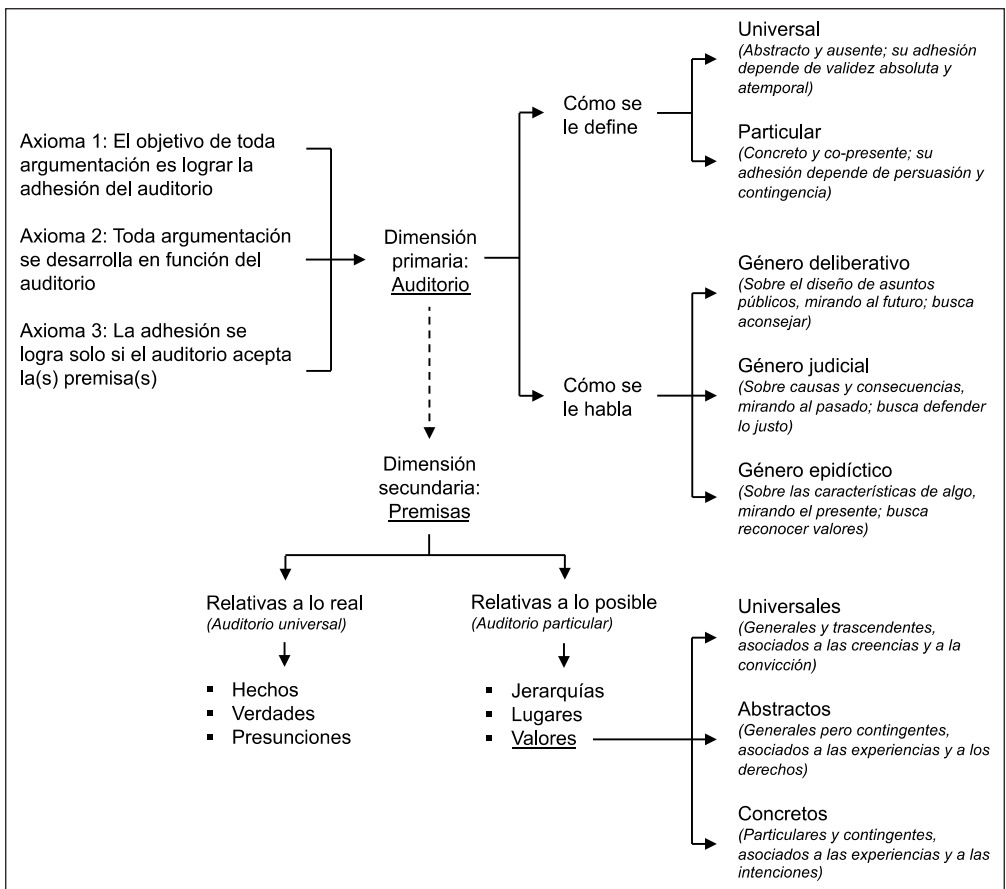 Axioma 1: El objetivo de toda
argumentación es lograr la
adhesión del auditorio
Axioma 2: Toda argumentación
se desarrolla en función del
auditorio
Axioma 3: La adhesión se
logra solo si el auditorio acepta
la(s) premisa(s)
Dimensión
primaria:
Auditorio
Cómo se
le define
Universal
(Abstracto y ausente; su adhesión
depende de validez absoluta y
atemporal)
Particular
(Concreto y co-presente; su
adhesión depende de persuasión y
contingencia)
Cómo se
le habla
Género deliberativo
(Sobre el diseño de asuntos
públicos, mirando al futuro; busca
aconsejar)
Género judicial
(Sobre causas y consecuencias,
mirando al pasado; busca defender
lo justo)
Género epidíctico
(Sobre las características de algo,
mirando el presente; busca
reconocer valores)
Dimensión
secundaria:
Premisas
Relativas a lo real
(Auditorio universal)
▪ Hechos
▪ Verdades
▪ Presunciones
Relativas a lo posible
(Auditorio particular)
▪ Jerarquías
▪ Lugares
▪ Valores
Universales
(Generales y trascendentes,
asociados a las creencias y a la
convicción)
Abstractos
(Generales pero contingentes,
asociados a las experiencias y a los
derechos)
Concretos
(Particulares y contingentes,
asociados a las experiencias y a las
intenciones)